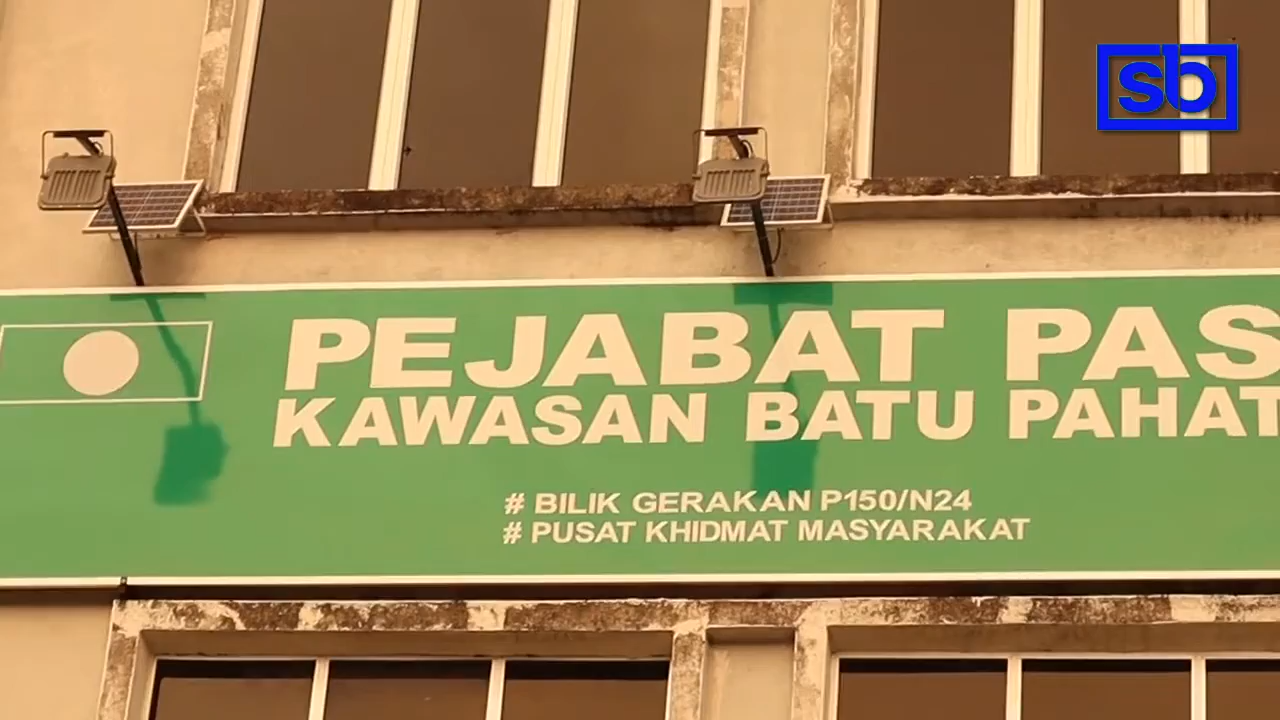 sb
PEJABAT PAS
KAWASAN BATU PAHAT
# BILIK GERAKAN P150/N24
# PUSAT KHIDMAT MASYARAKAT